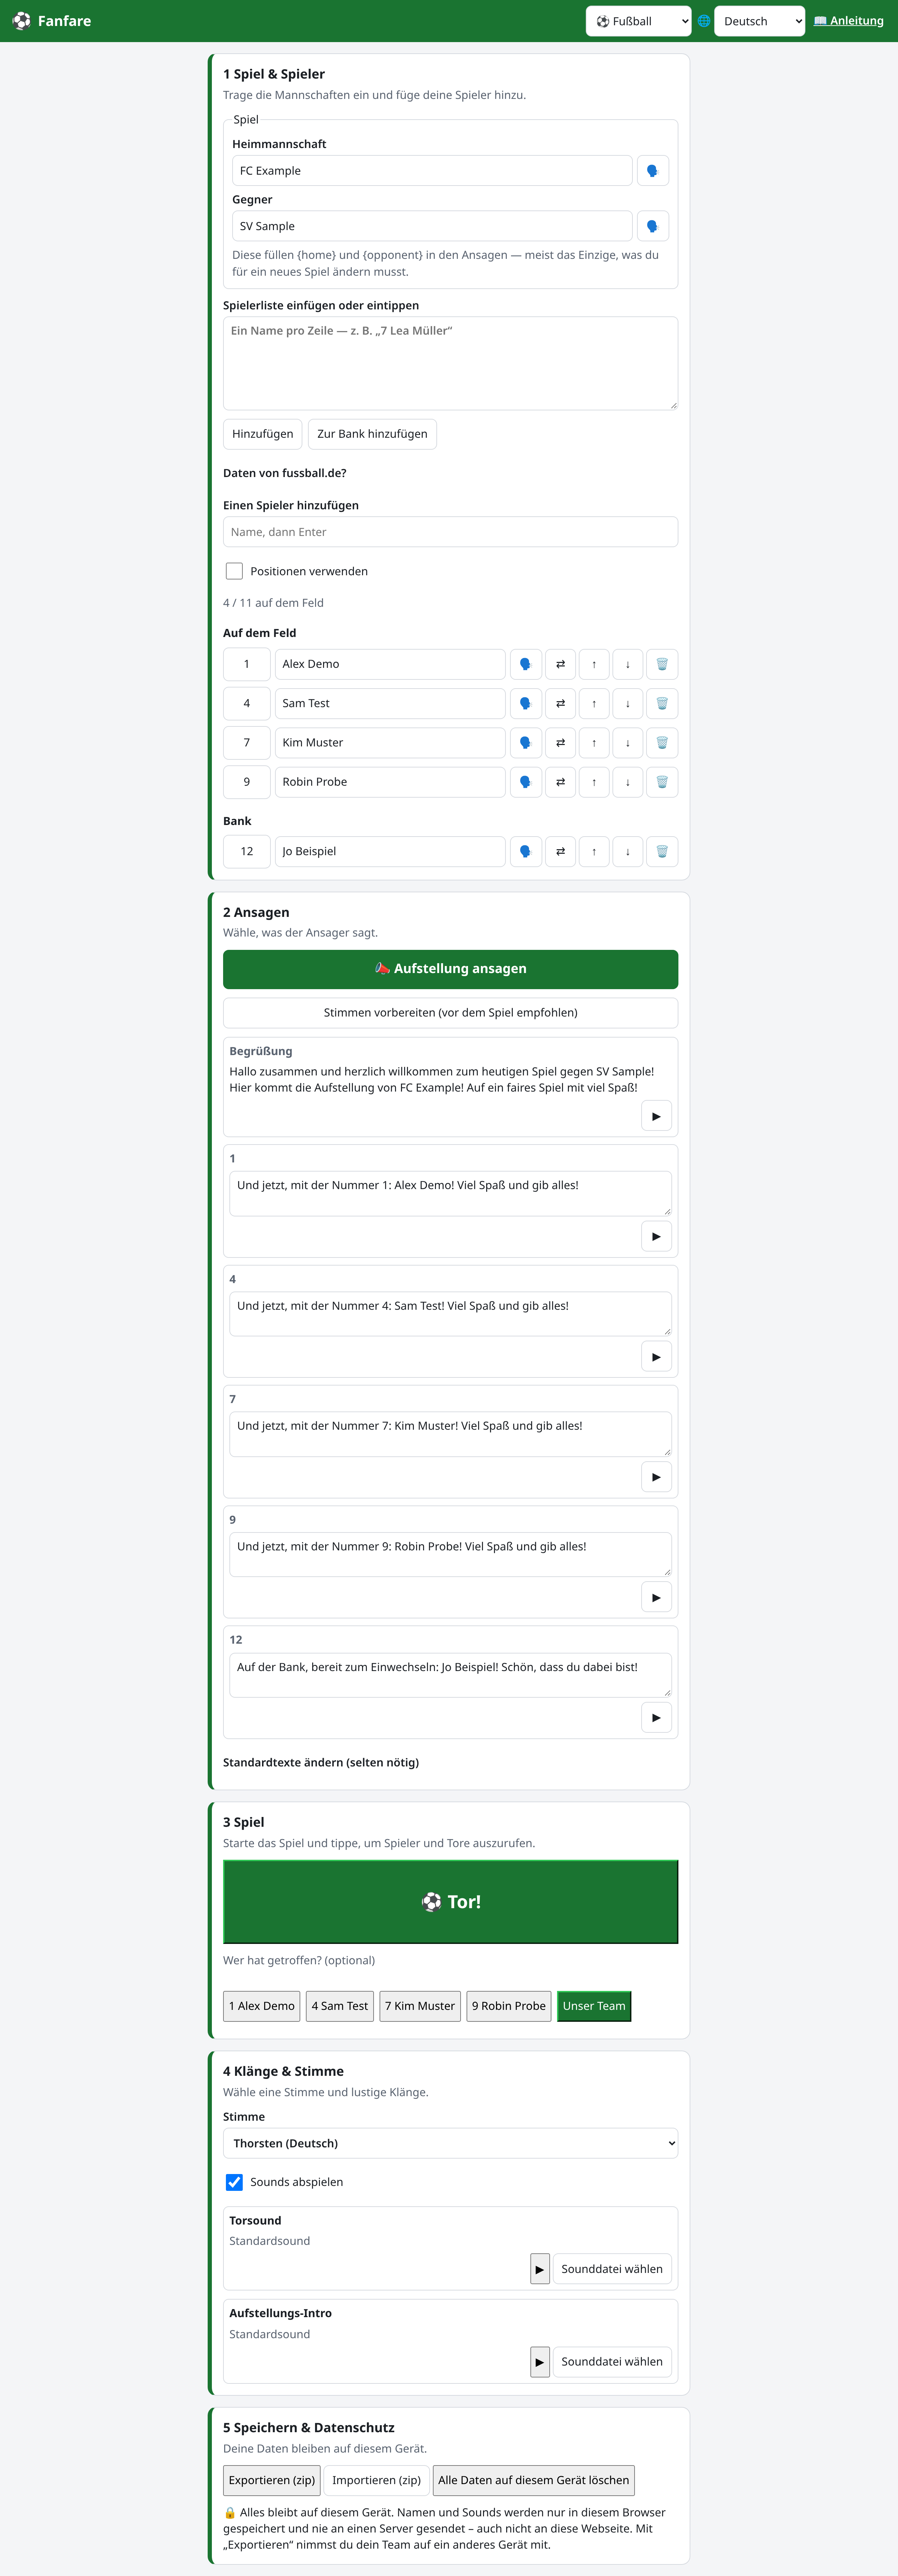 ⚽ Fanfare
⚽ Fußball
🌐 Deutsch
📖 Anleitung
1 Spiel & Spieler
Trage die Mannschaften ein und füge deine Spieler hinzu.
Spiel
Heimmannschaft
FC Example
🗣️
Gegner
SV Sample
🗣️
Diese füllen {home} und {opponent} in den Ansagen — meist das Einzige, was du
für ein neues Spiel ändern musst.
Spielerliste einfügen oder eintippen
Ein Name pro Zeile — z. B. „7 Lea Müller“
Hinzufügen
Zur Bank hinzufügen
Daten von fussball.de?
Einen Spieler hinzufügen
Name, dann Enter
Positionen verwenden
4 / 11 auf dem Feld
Auf dem Feld
1 Alex Demo 🗣️ ⇄ ↑ ↓ 🗑️
4 Sam Test 🗣️ ⇄ ↑ ↓ 🗑️
7 Kim Muster 🗣️ ⇄ ↑ ↓ 🗑️
9 Robin Probe 🗣️ ⇄ ↑ ↓ 🗑️
Bank
12 Jo Beispiel 🗣️ ⇄ ↑ ↓ 🗑️
2 Ansagen
Wähle, was der Ansager sagt.
📣 Aufstellung ansagen
Stimmen vorbereiten (vor dem Spiel empfohlen)
Begrüßung
Hallo zusammen und herzlich willkommen zum heutigen Spiel gegen SV Sample!
Hier kommt die Aufstellung von FC Example! Auf ein faires Spiel mit viel Spaß!
▶
1
Und jetzt, mit der Nummer 1: Alex Demo! Viel Spaß und gib alles!
▶
4
Und jetzt, mit der Nummer 4: Sam Test! Viel Spaß und gib alles!
▶
7
Und jetzt, mit der Nummer 7: Kim Muster! Viel Spaß und gib alles!
▶
9
Und jetzt, mit der Nummer 9: Robin Probe! Viel Spaß und gib alles!
▶
12
Auf der Bank, bereit zum Einwechseln: Jo Beispiel! Schön, dass du dabei bist!
▶
Standardtexte ändern (selten nötig)
3 Spiel
Starte das Spiel und tippe, um Spieler und Tore auszurufen.
⚽ Tor!
Wer hat getroffen? (optional)
1 Alex Demo
4 Sam Test
7 Kim Muster
9 Robin Probe
Unser Team
4 Klänge & Stimme
Wähle eine Stimme und lustige Klänge.
Stimme
Thorsten (Deutsch)
Sounds abspielen
Torsound
Standardsound
▶ Sounddatei wählen
Aufstellungs-Intro
Standardsound
▶ Sounddatei wählen
5 Speichern & Datenschutz
Deine Daten bleiben auf diesem Gerät.
Exportieren (zip)
Importieren (zip)
Alle Daten auf diesem Gerät löschen
🔒 Alles bleibt auf diesem Gerät. Namen und Sounds werden nur in diesem Browser
gespeichert und nie an einen Server gesendet – auch nicht an diese Webseite. Mit
„Exportieren“ nimmst du dein Team auf ein anderes Gerät mit.